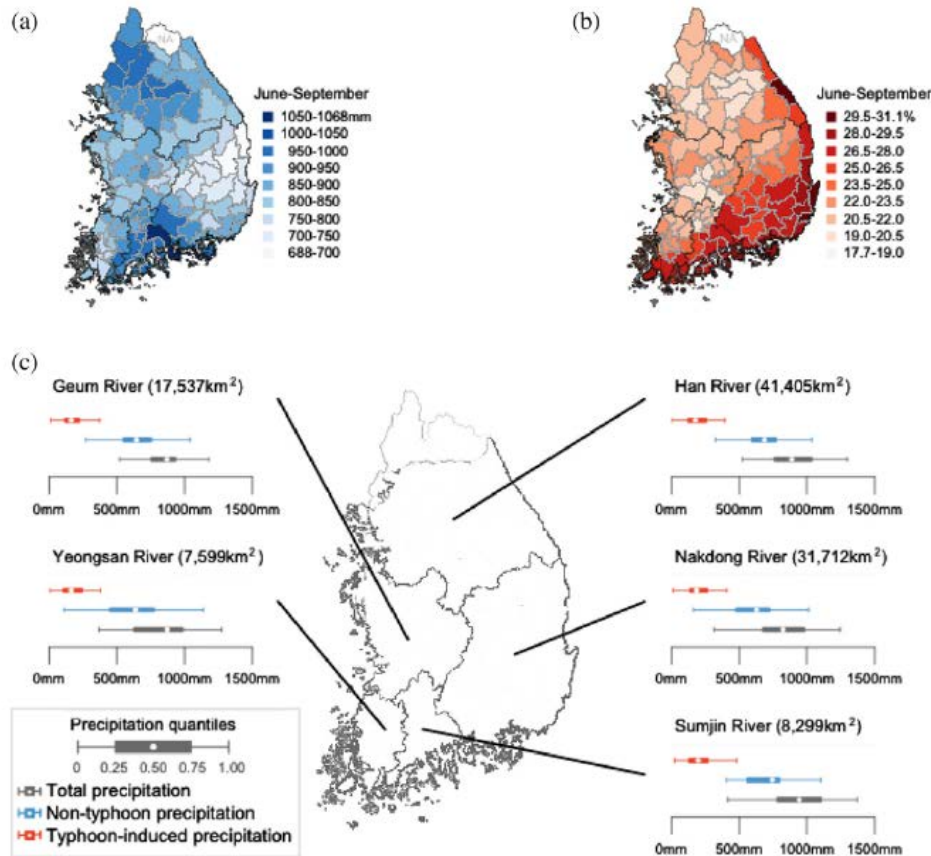 (a)
NA
June-September
1050-1068mm
1000-1050
950-1000
900-950
850-900
800-850
750-800
700-750
688-700
(b)
NA
June-September
29.5-31.1%
28.0-29.5
26.5-28.0
25.0-26.5
23.5-25.0
22.0-23.5
20.5-22.0
19.0-20.5
17.7-19.0
(c)
Geum River (17,537km²)
0mm 500mm 1000mm 1500mm
Han River (41,405km²)
0mm 500mm 1000mm 1500mm
Yeongsan River (7,599km²)
0mm 500mm 1000mm 1500mm
Nakdong River (31,712km²)
0mm 500mm 1000mm 1500mm
Precipitation quantiles
0 0.25 0.50 0.75 1.00
Total precipitation
Non-typhoon precipitation
Typhoon-induced precipitation
Sumjin River (8,299km²)
0mm 500mm 1000mm 1500mm